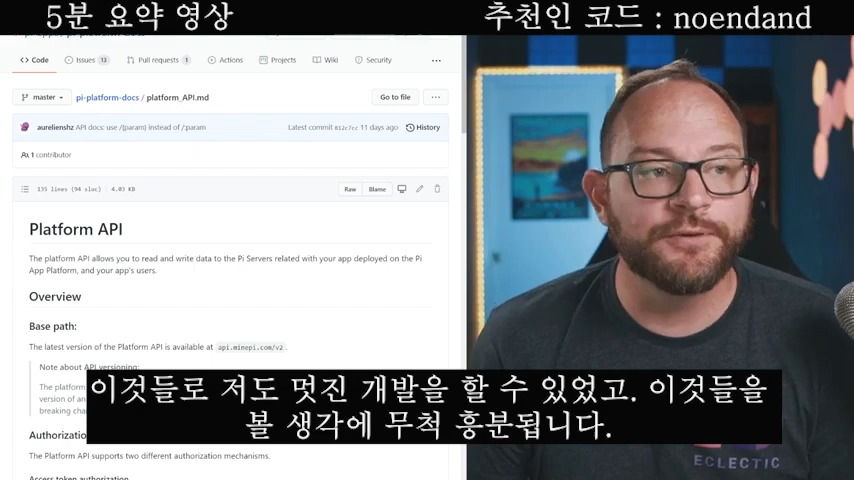 5분 요약 영상
추천인 코드 : noendand
Code Issues 13 Pull requests 1 Actions Projects Wiki Security
master pi-platform-docs / platform_API.md Go to file
aurelienshz API docs: use /{param} instead of /:param Latest commit 11 days ago History
1 contributor
135 lines (94 sloc) 4.03 KB Raw Blame
Platform API
The platform API allows you to read and write data to the Pi Servers related with your app deployed on the Pi
App Platform, and your app's users.
Overview
Base path:
The latest version of the Platform API is available at api.minepi.com/v2.
Note about API versioning:
The platform
version of an
breaking cha
이것들로 저도 멋진 개발을 할 수 있었고. 이것들을
볼 생각에 무척 흥분됩니다.
Authorizatio
The Platform API supports two different authorization mechanisms.
Access token authorization
ECLECTIC